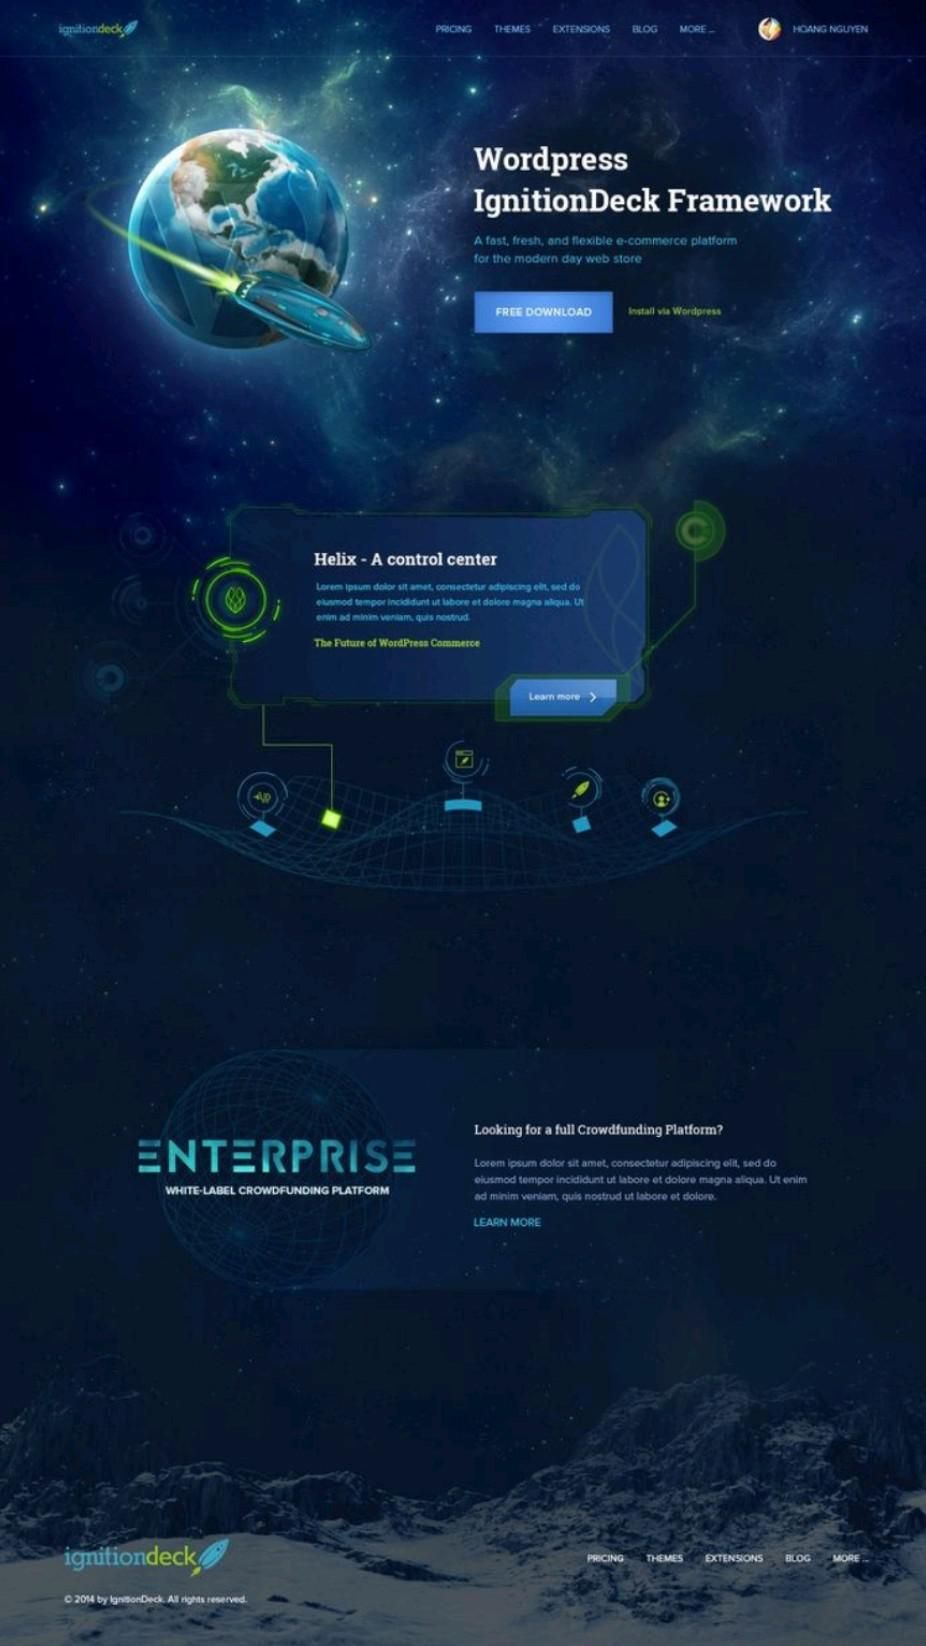 ignitiondeck
PRICING THEMES EXTENSIONS BLOG MORE ... HOANG NGUYEN
Wordpress
IgnitionDeck Framework
A fast, fresh, and flexible e-commerce platform
for the modern day web store
FREE DOWNLOAD Install via Wordpress
Helix - A control center
Lorem ipsum dolor sit amet, consectetur adipiscing elit, sed do
eiusmod tempor incididunt ut labore et dolore magna aliqua. Ut
enim ad minim veniam, quis nostrud.
The Future of WordPress Commerce
Learn more
ENTERPRISE
WHITE-LABEL CROWDFUNDING PLATFORM
Looking for a full Crowdfunding Platform?
Lorem ipsum dolor sit amet, consectetur adipiscing elit, sed do
eiusmod tempor incididunt ut labore et dolore magna aliqua. Ut enim
ad minim veniam, quis nostrud ut labore et dolore.
LEARN MORE
ignitiondeck
PRICING THEMES EXTENSIONS BLOG MORE ...
© 2014 by IgnitionDeck. All rights reserved.